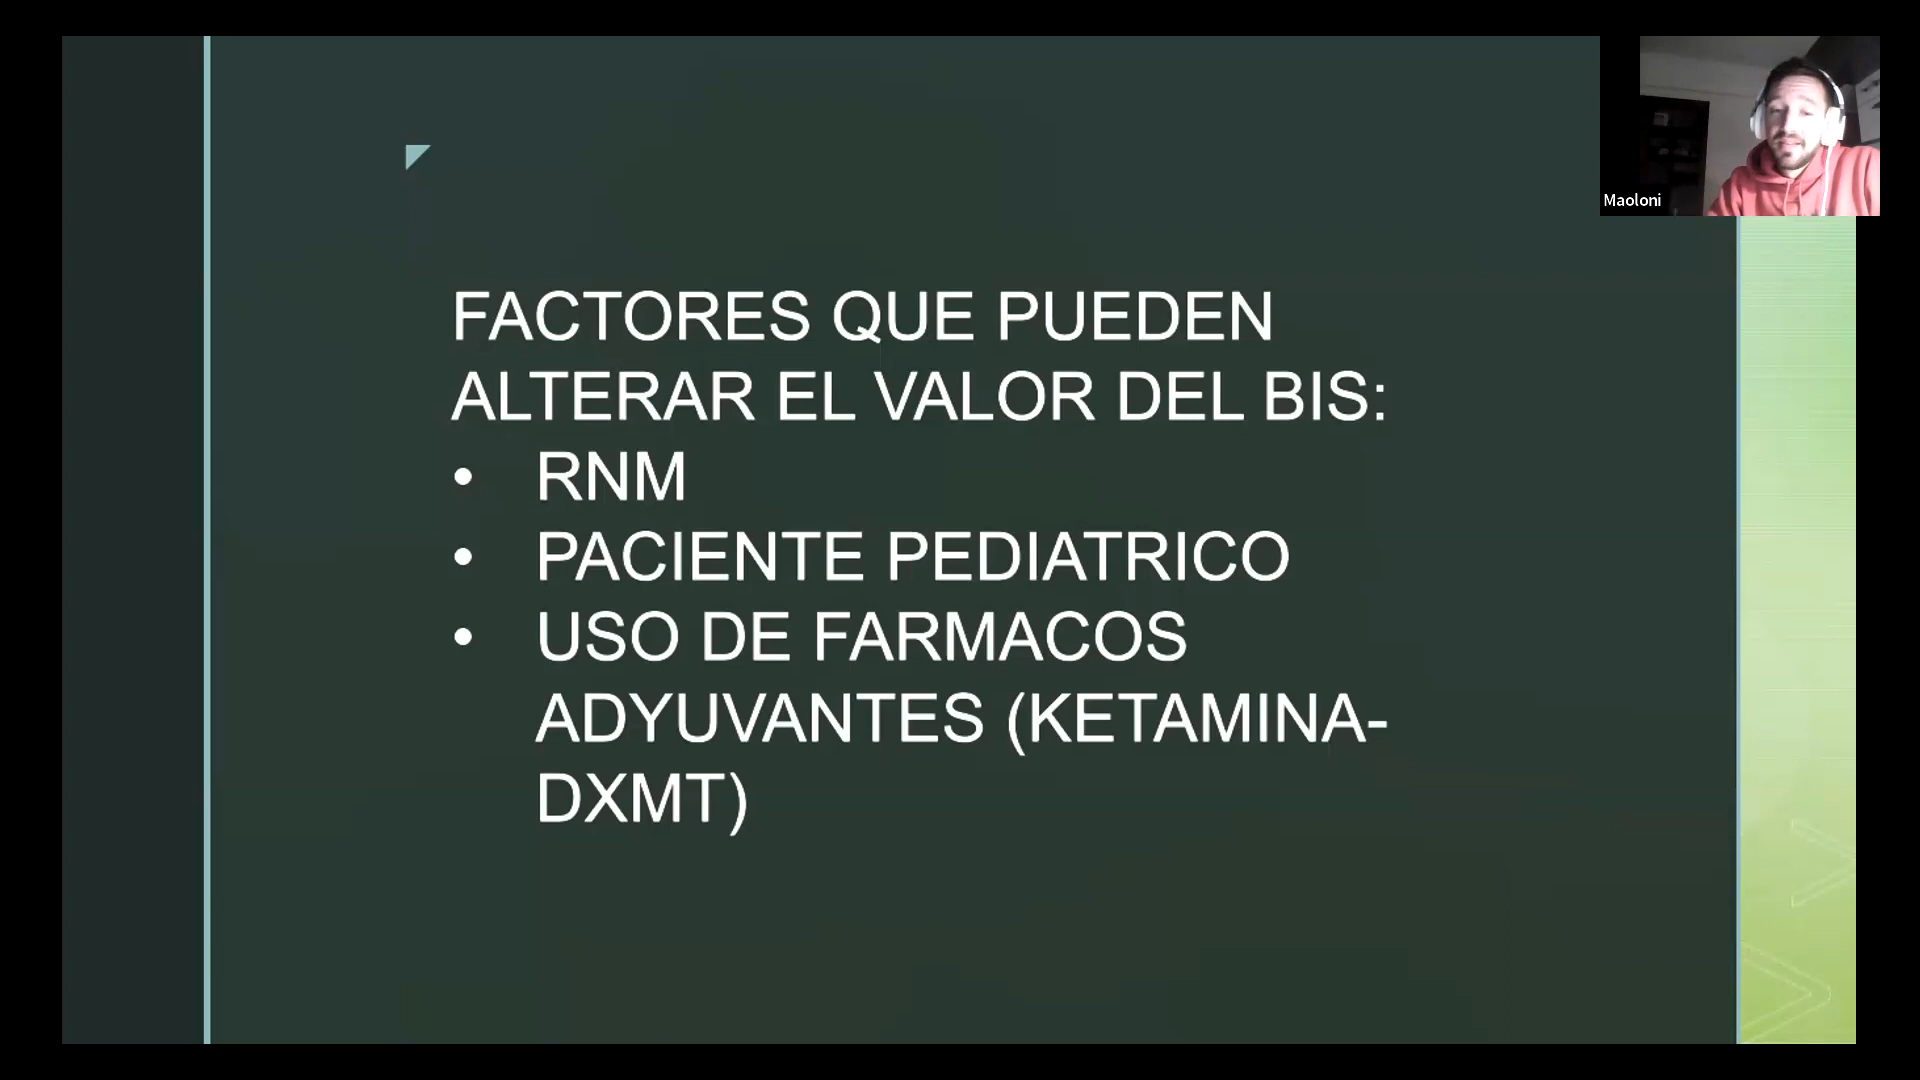 Maoloni
FACTORES QUE PUEDEN
ALTERAR EL VALOR DEL BIS:
• RNM
• PACIENTE PEDIATRICO
• USO DE FARMACOS
ADYUVANTES (KETAMINA-
DXMT)